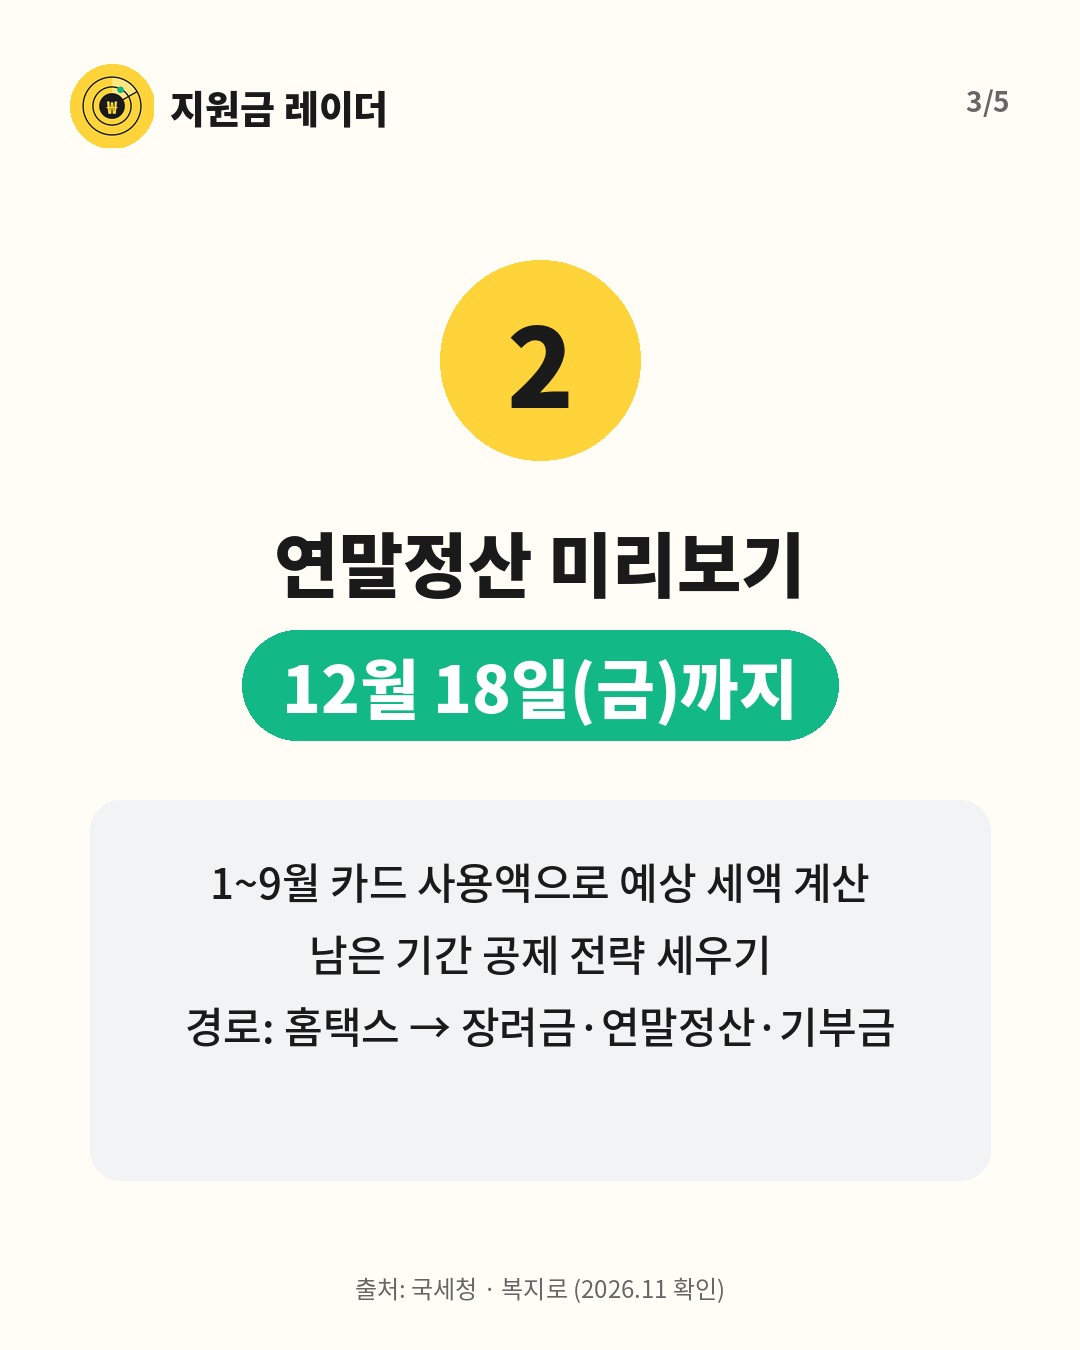 ₩
지원금 레이더
3/5
2
연말정산 미리보기
12월 18일(금)까지
1~9월 카드 사용액으로 예상 세액 계산
남은 기간 공제 전략 세우기
경로: 홈택스 → 장려금·연말정산·기부금
출처: 국세청 · 복지로 (2026.11 확인)